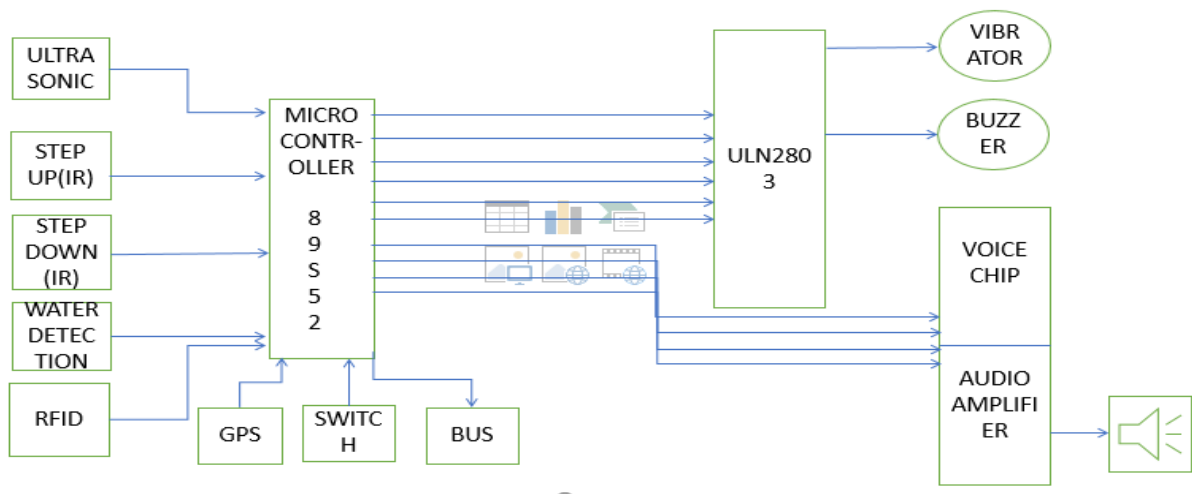 ULTRA
SONIC
STEP
UP(IR)
STEP
DOWN
(IR)
WATER
DETEC
TION
RFID
MICRO
CONTR-
OLLER
8
9
S
5
2
GPS
SWITC
H
BUS
ULN280
3
VIBR
ATOR
BUZZ
ER
VOICE
CHIP
AUDIO
AMPLIFI
ER